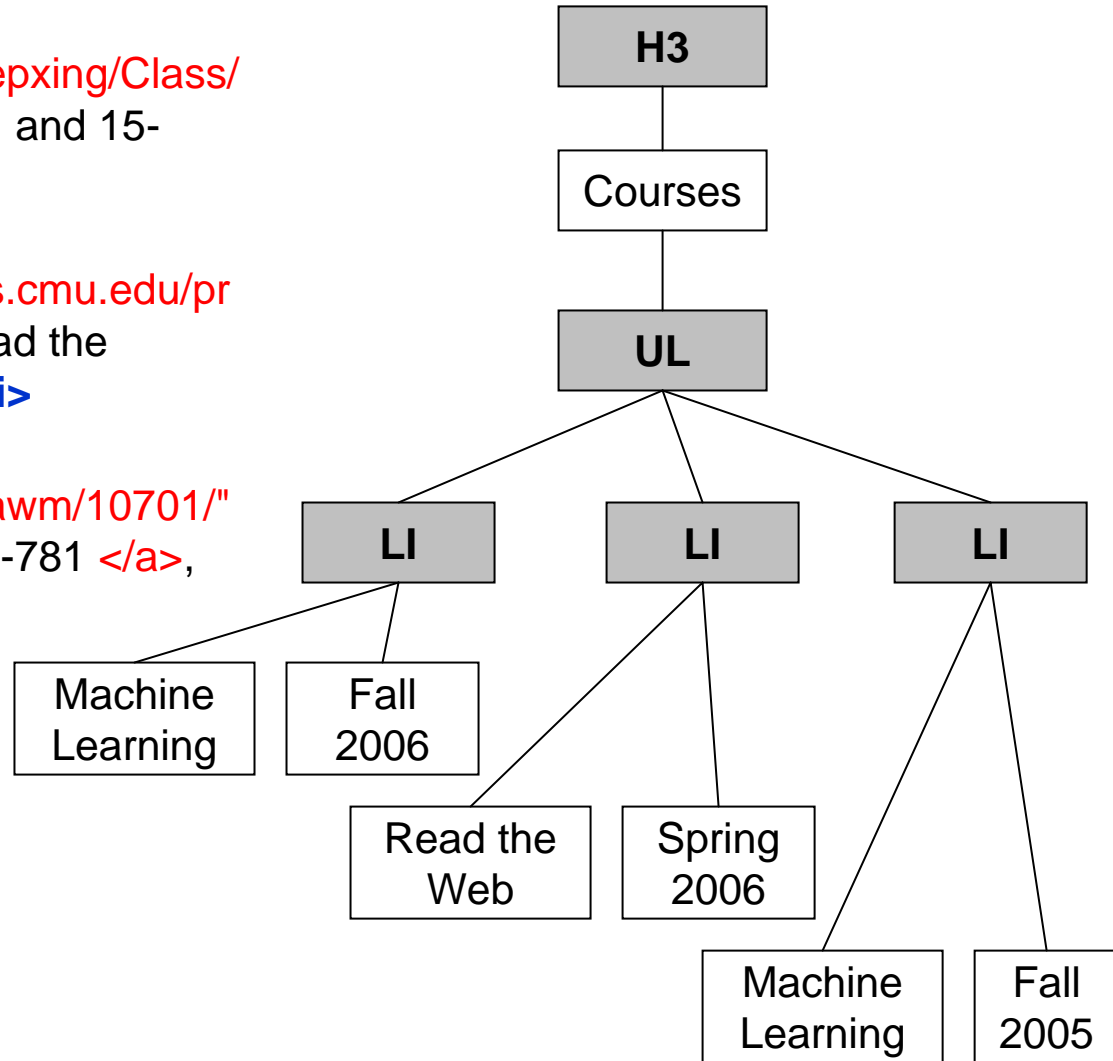 epxing/Class/
and 15-
s.cmu.edu/pr
ad the
i>
awm/10701/"
-781 </a>,
H3
Courses
UL
LI
LI
LI
Machine
Learning
Fall
2006
Read the
Web
Spring
2006
Machine
Learning
Fall
2005